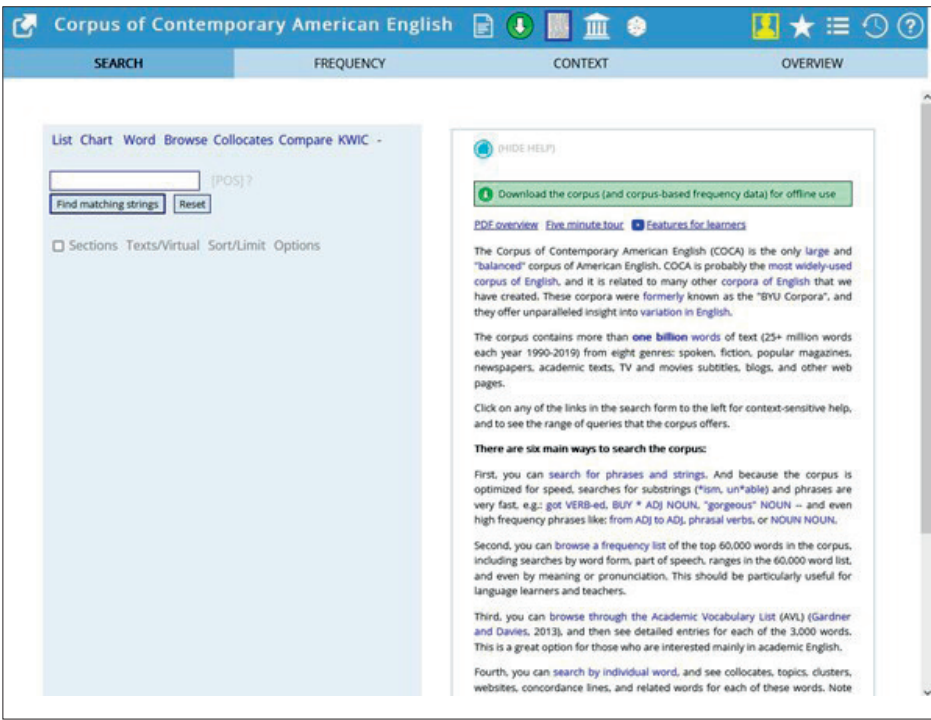 Corpus of Contemporary American English
SEARCH
FREQUENCY
CONTEXT
OVERVIEW
List Chart Word Browse Collocates Compare KWIC -
[POS] ?
Find matching strings Reset
Sections Texts/Virtual Sort/Limit Options
(HIDE HELP)
Download the corpus (and corpus-based frequency data) for offline use
PDF overview Five minute tour Features for learners
The Corpus of Contemporary American English (COCA) is the only large and
"balanced" corpus of American English. COCA is probably the most widely-used
corpus of English, and it is related to many other corpora of English that we
have created. These corpora were formerly known as the "BYU Corpora", and
they offer unparalleled insight into variation in English.
The corpus contains more than one billion words of text (25+ million words
each year 1990-2019) from eight genres: spoken, fiction, popular magazines,
newspapers, academic texts, TV and movies subtitles, blogs, and other web
pages.
Click on any of the links in the search form to the left for context-sensitive help,
and to see the range of queries that the corpus offers.
There are six main ways to search the corpus:
First, you can search for phrases and strings. And because the corpus is
optimized for speed, searches for substrings (*ism, un*able) and phrases are
very fast, e.g.: got VERB-ed, BUY * ADJ NOUN, "gorgeous" NOUN -- and even
high frequency phrases like: from ADJ to ADJ, phrasal verbs, or NOUN NOUN.
Second, you can browse a frequency list of the top 60,000 words in the corpus,
including searches by word form, part of speech, ranges in the 60,000 word list,
and even by meaning or pronunciation. This should be particularly useful for
language learners and teachers.
Third, you can browse through the Academic Vocabulary List (AVL) (Gardner
and Davies, 2013), and then see detailed entries for each of the 3,000 words.
This is a great option for those who are interested mainly in academic English.
Fourth, you can search by individual word, and see collocates, topics, clusters,
websites, concordance lines, and related words for each of these words. Note